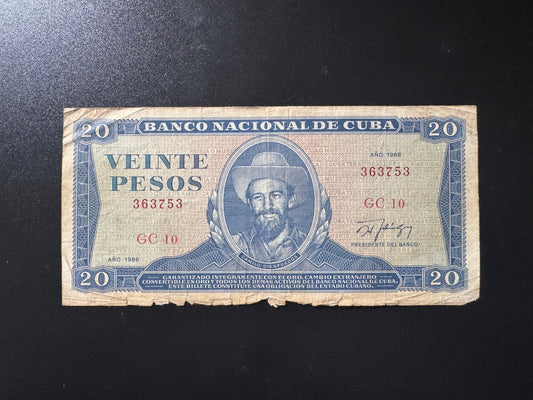 20 BANCO NACIONAL DE CUBA 20
VEINTE
PESOS
AÑO 1988
363753
363753
GC 10
GC 10
PRESIDENTE DEL BANCO
AÑO 1988
CAMILO CIENFUEGOS
20 20
GARANTIZADO INTEGRAMENTE CON EL ORO, CAMBIO EXTRANJERO
CONVERTIBLE EN ORO Y TODOS LOS DEMAS ACTIVOS DEL BANCO NACIONAL DE CUBA.
ESTE BILLETE CONSTITUYE UNA OBLIGACION DEL ESTADO CUBANO.